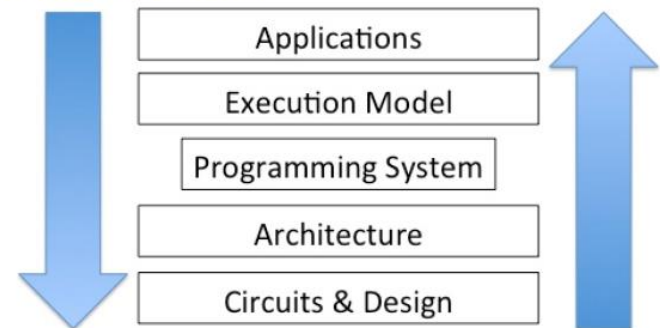 Applications
Execution Model
Programming System
Architecture
Circuits & Design